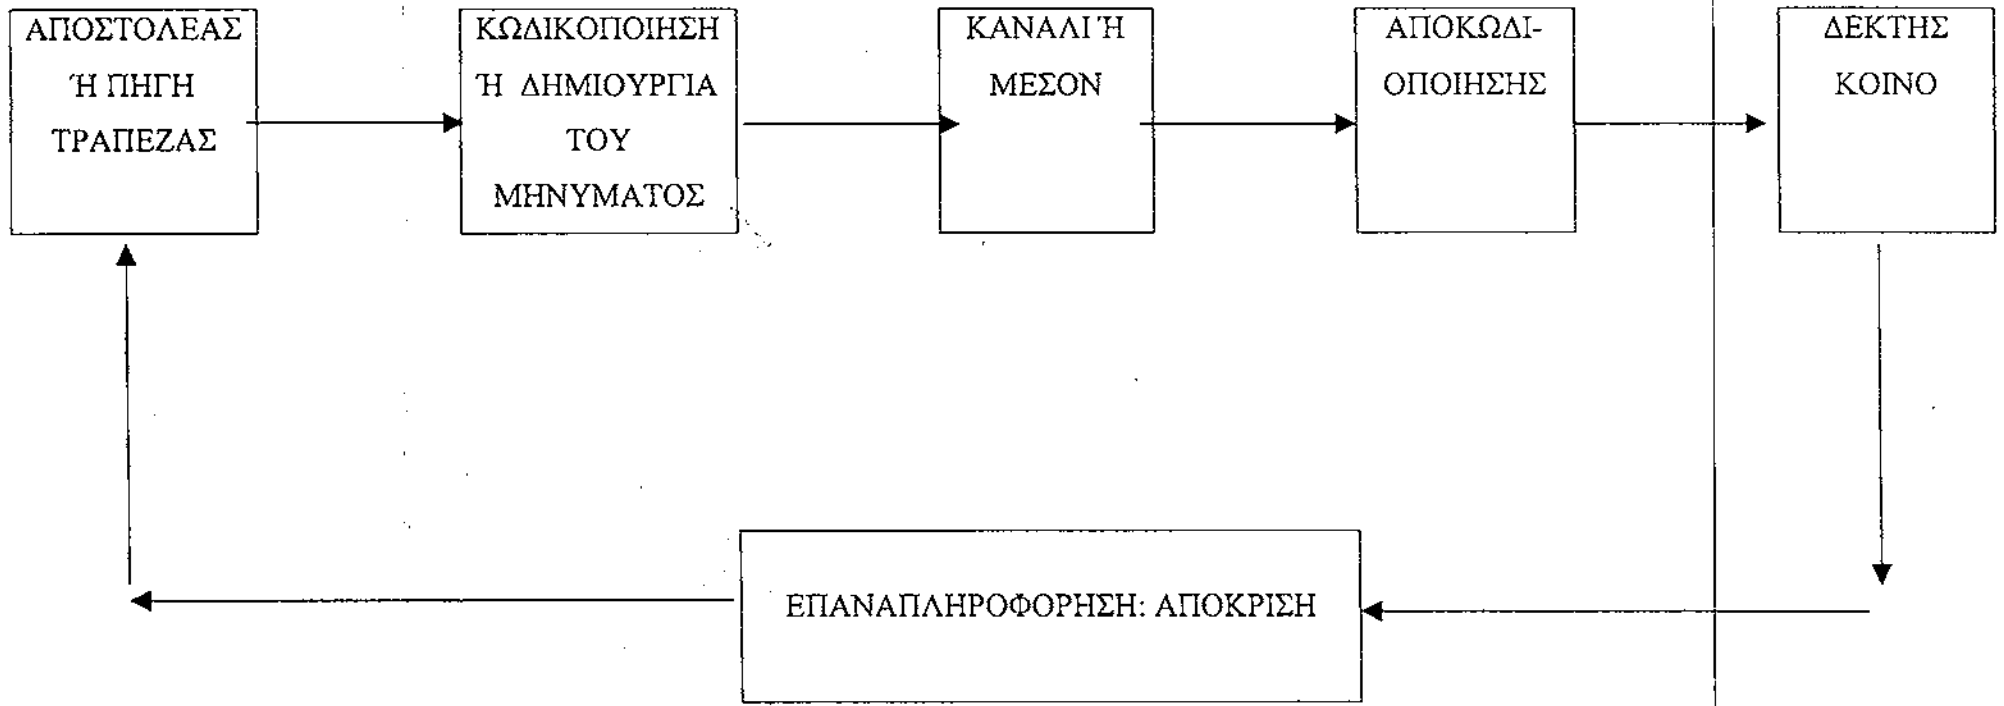 ΑΠΟΣΤΟΛΕΑΣ
Ή ΠΗΓΗ
ΤΡΑΠΕΖΑΣ
ΚΩΔΙΚΟΠΟΙΗΣΗ
Ή ΔΗΜΙΟΥΡΓΙΑ
ΤΟΥ
ΜΗΝΥΜΑΤΟΣ
ΚΑΝΑΛΙ Ή
ΜΕΣΟΝ
ΑΠΟΚΩΔΙ-
ΟΠΟΙΗΣΗΣ
ΔΕΚΤΗΣ
ΚΟΙΝΟ
ΕΠΑΝΑΠΛΗΡΟΦΟΡΗΣΗ: ΑΠΟΚΡΙΣΗ